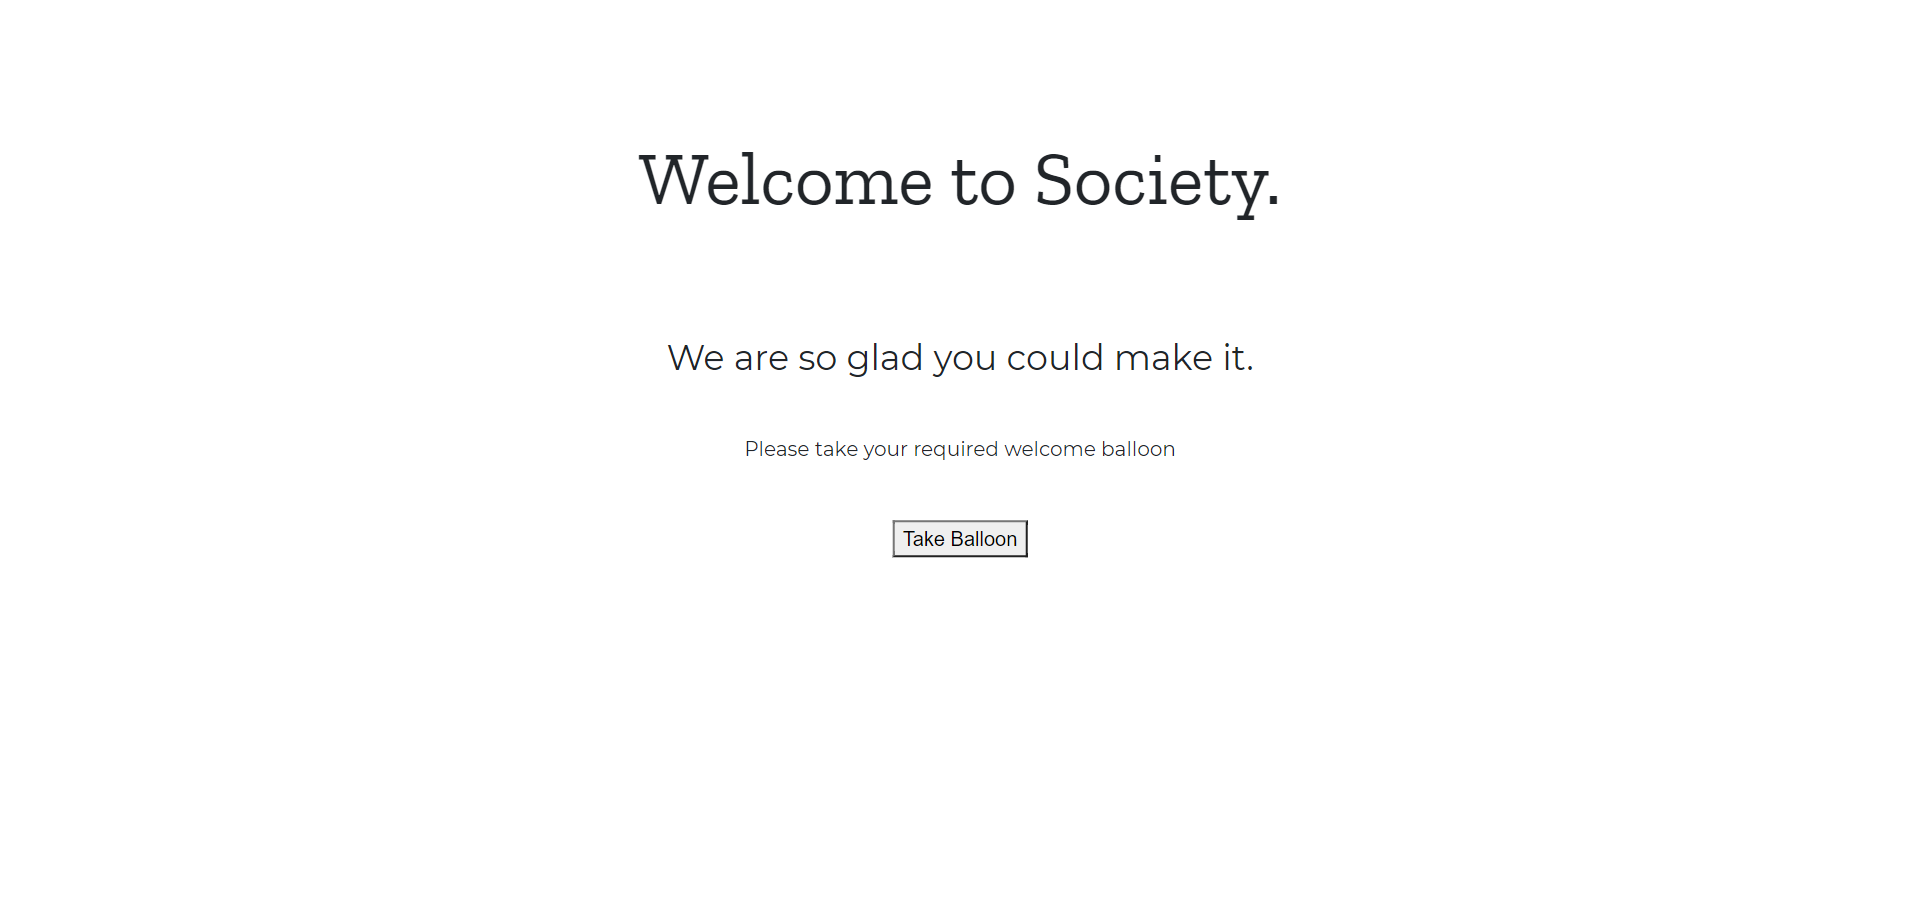 Welcome to Society.
We are so glad you could make it.
Please take your required welcome balloon
Take Balloon